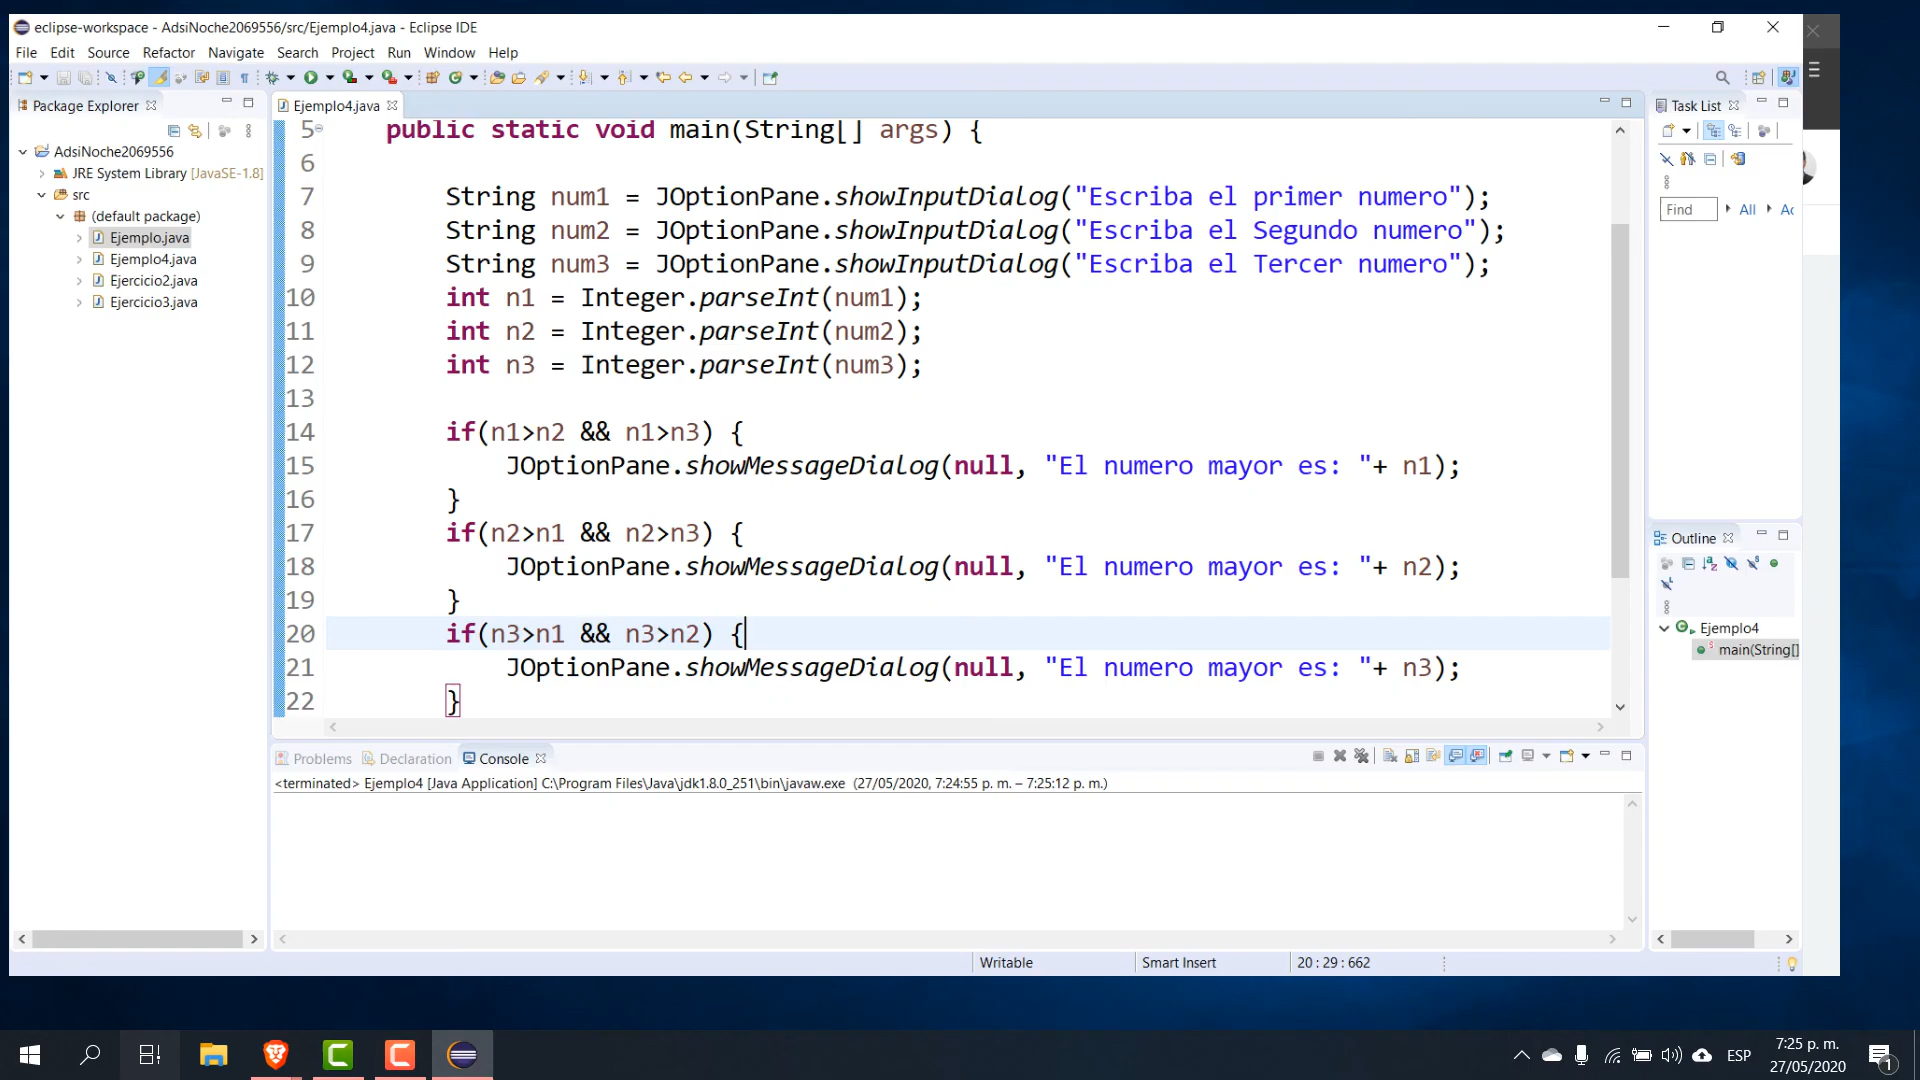 eclipse-workspace - AdsiNoche2069556/src/Ejemplo4.java - Eclipse IDE
File Edit Source Refactor Navigate Search Project Run Window Help
Package Explorer
AdsiNoche2069556
JRE System Library [JavaSE-1.8]
src
(default package)
Ejemplo.java
Ejemplo4.java
Ejercicio2.java
Ejercicio3.java
Ejemplo4.java
5 public static void main(String[] args) {
6
7 String num1 = JOptionPane.showInputDialog("Escriba el primer numero");
8 String num2 = JOptionPane.showInputDialog("Escriba el Segundo numero");
9 String num3 = JOptionPane.showInputDialog("Escriba el Tercer numero");
10 int n1 = Integer.parseInt(num1);
11 int n2 = Integer.parseInt(num2);
12 int n3 = Integer.parseInt(num3);
13
14 if(n1>n2 && n1>n3) {
15 JOptionPane.showMessageDialog(null, "El numero mayor es: "+ n1);
16 }
17 if(n2>n1 && n2>n3) {
18 JOptionPane.showMessageDialog(null, "El numero mayor es: "+ n2);
19 }
20 if(n3>n1 && n3>n2) {
21 JOptionPane.showMessageDialog(null, "El numero mayor es: "+ n3);
22 }
Task List
Find All Ac
Outline
Ejemplo4
main(String[]
Problems Declaration Console
<terminated> Ejemplo4 [Java Application] C:\Program Files\Java\jdk1.8.0_251\bin\javaw.exe (27/05/2020, 7:24:55 p. m. – 7:25:12 p. m.)
Writable Smart Insert 20 : 29 : 662
ESP
7:25 p. m.
27/05/2020
1